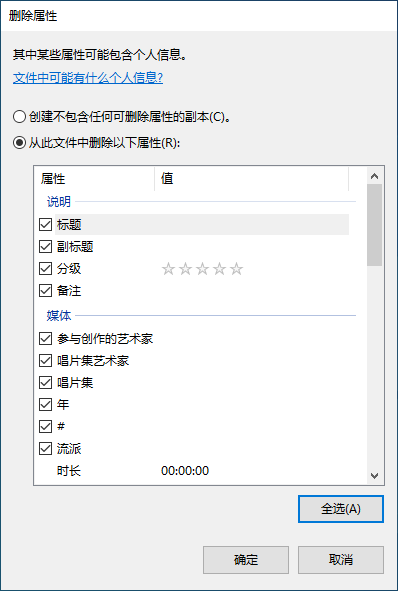 删除属性
其中某些属性可能包含个人信息。
文件中可能有什么个人信息?
创建不包含任何可删除属性的副本(C)。
从此文件中删除以下属性(R):
属性 值
说明
标题
副标题
分级 ☆☆☆☆☆
备注
媒体
参与创作的艺术家
唱片集艺术家
唱片集
年
#
流派
时长 00:00:00
全选(A)
确定 取消